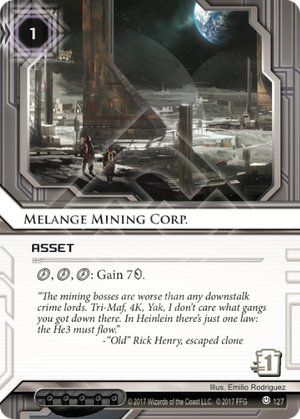 1
MELANGE MINING CORP.
ASSET
, , : Gain 7.
“The mining bosses are worse than any downstalk
crime lords. Tri-Maf, 4K, Yak, I don’t care what gangs
you got down there. In Heinlein there’s just one law:
the He3 must flow.”
-“Old” Rick Henry, escaped clone
1
Illus. Emilio Rodriguez
© 2017 Wizards of the Coast LLC. © 2017 FFG 127